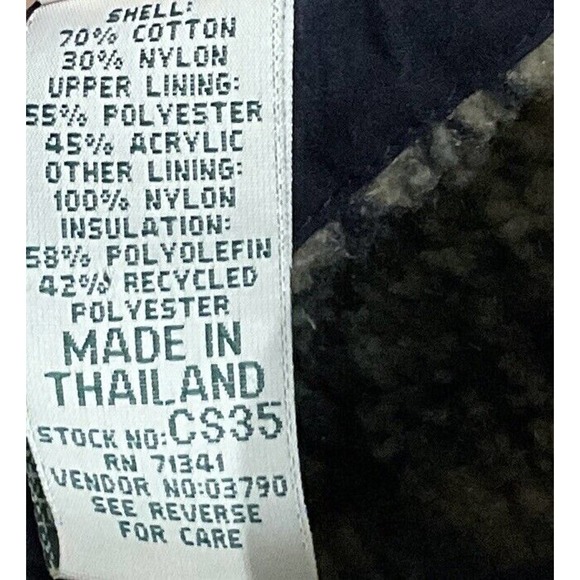 SHELL:
70% COTTON
30% NYLON
UPPER LINING:
55% POLYESTER
45% ACRYLIC
OTHER LINING:
100% NYLON
INSULATION:
58% POLYOLEFIN
42% RECYCLED
POLYESTER
MADE IN
THAILAND
STOCK NO: CS35
RN 71341
VENDOR NO:03790
SEE REVERSE
FOR CARE